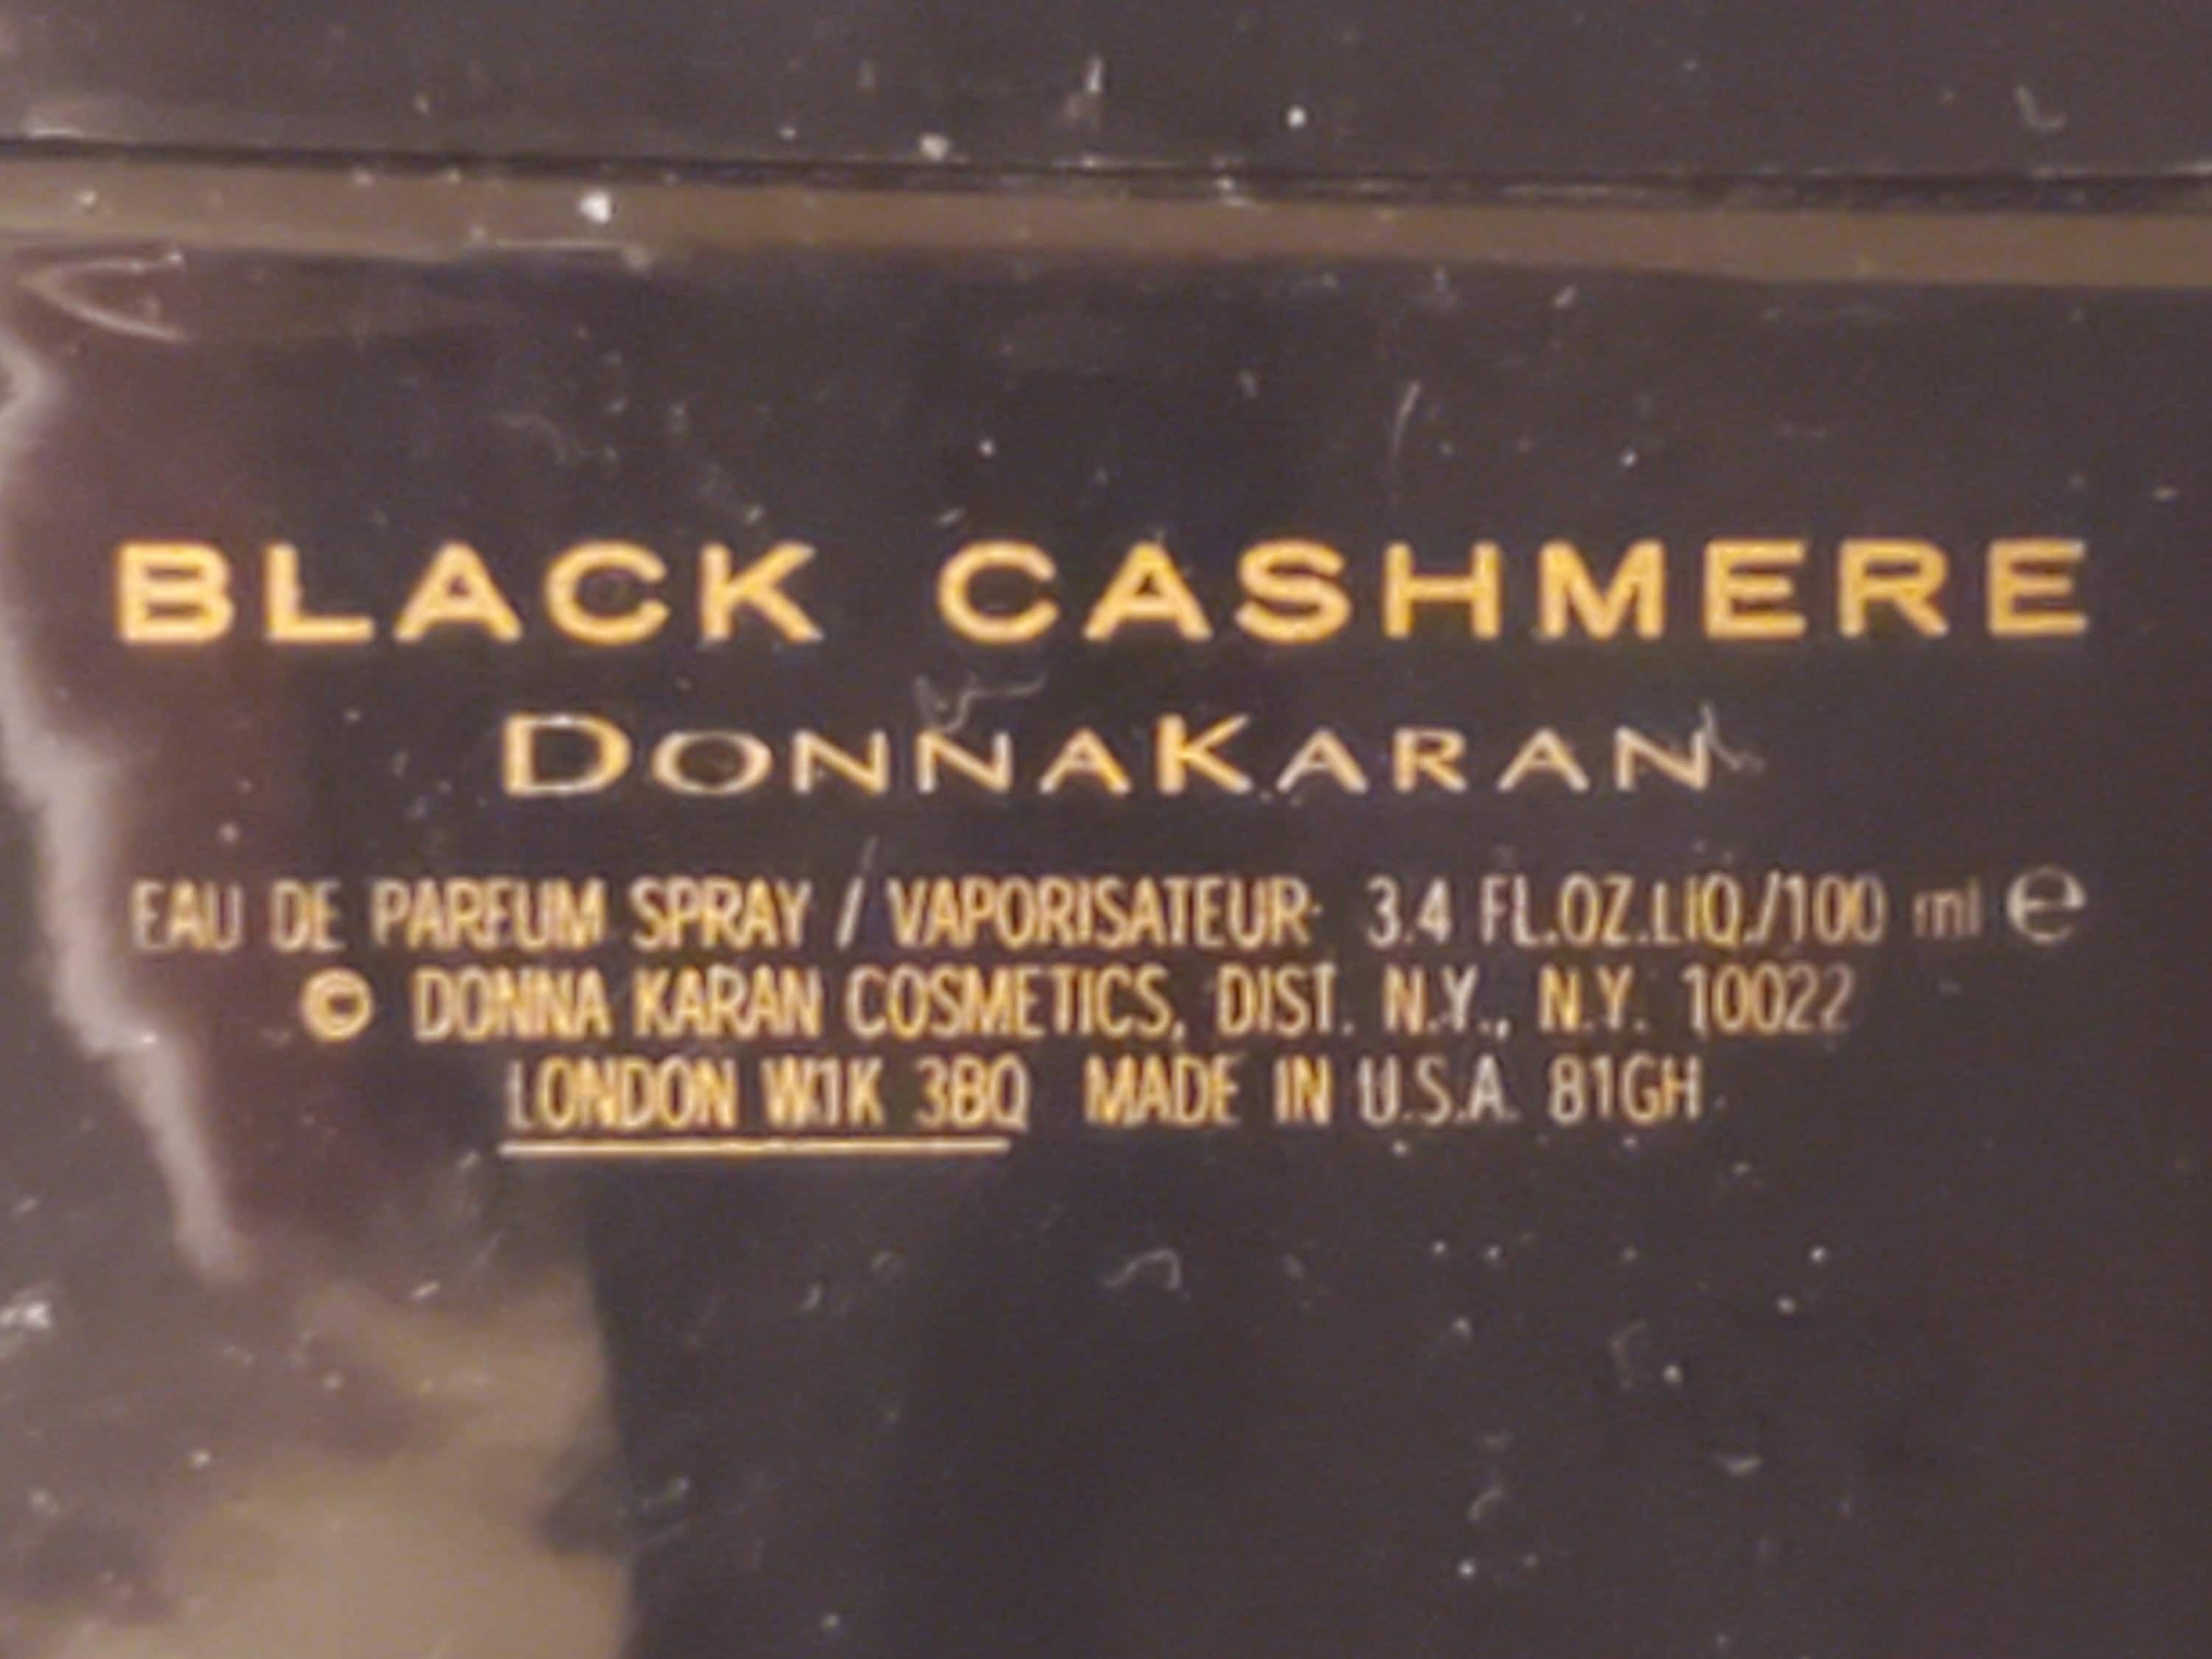 BLACK CASHMERE
DONNAKARAN
EAU DE PARFUM SPRAY / VAPORISATEUR 3.4 FL.OZ.LIQ./100 ml ℮
© DONNA KARAN COSMETICS, DIST. N.Y., N.Y. 10022
LONDON W1K 3BQ MADE IN U.S.A. 81GH